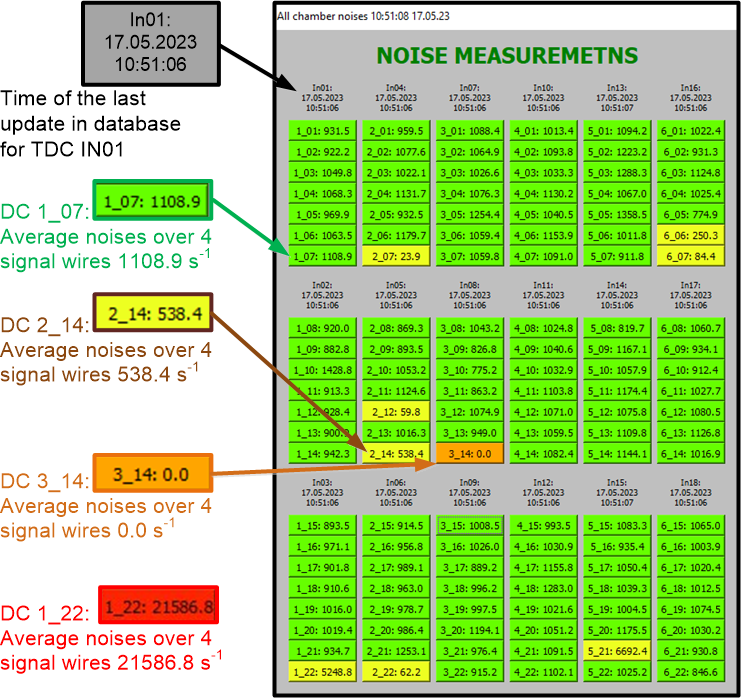 In01:
17.05.2023
10:51:06
Time of the last
update in database
for TDC IN01
DC 1_07: 1_07: 1108.9
Average noises over 4
signal wires 1108.9 s-1
DC 2_14: 2_14: 538.4
Average noises over 4
signal wires 538.4 s-1
DC 3_14: 3_14: 0.0
Average noises over 4
signal wires 0.0 s-1
DC 1_22: 1_22: 21586.8
Average noises over 4
signal wires 21586.8 s-1
All chamber noises 10:51:08 17.05.23
NOISE MEASUREMETNS
In01: In04: In07: In10: In13: In16:
17.05.2023 17.05.2023 17.05.2023 17.05.2023 17.05.2023 17.05.2023
10:51:06 10:51:06 10:51:06 10:51:06 10:51:07 10:51:06
1_01: 931.5 2_01: 959.5 3_01: 1088.4 4_01: 1013.4 5_01: 1094.2 6_01: 1022.4
1_02: 922.2 2_02: 1077.6 3_02: 1064.9 4_02: 1093.8 5_02: 1223.2 6_02: 931.3
1_03: 1049.8 2_03: 1022.1 3_03: 1026.6 4_03: 1033.3 5_03: 1288.3 6_03: 1124.8
1_04: 1068.3 2_04: 1131.7 3_04: 1076.3 4_04: 1130.2 5_04: 1067.0 6_04: 1025.4
1_05: 969.9 2_05: 932.5 3_05: 1254.4 4_05: 1040.5 5_05: 1358.5 6_05: 774.9
1_06: 1063.5 2_06: 1179.7 3_06: 1059.4 4_06: 1153.9 5_06: 1011.8 6_06: 250.3
1_07: 1108.9 2_07: 23.9 3_07: 1059.8 4_07: 1091.0 5_07: 911.8 6_07: 84.4
In02: In05: In08: In11: In14: In17:
17.05.2023 17.05.2023 17.05.2023 17.05.2023 17.05.2023 17.05.2023
10:51:06 10:51:06 10:51:06 10:51:06 10:51:06 10:51:06
1_08: 920.0 2_08: 869.3 3_08: 1043.2 4_08: 1024.8 5_08: 819.7 6_08: 1060.7
1_09: 882.8 2_09: 893.5 3_09: 826.8 4_09: 1040.6 5_09: 1167.1 6_09: 934.1
1_10: 1428.8 2_10: 1053.2 3_10: 775.2 4_10: 1032.9 5_10: 1057.9 6_10: 912.4
1_11: 913.3 2_11: 1124.6 3_11: 863.2 4_11: 1103.8 5_11: 1174.4 6_11: 1027.7
1_12: 928.4 2_12: 59.8 3_12: 1074.9 4_12: 1071.0 5_12: 1075.8 6_12: 1080.5
1_13: 900. 2_13: 1016.3 3_13: 949.0 4_13: 1059.5 5_13: 1109.8 6_13: 1126.8
1_14: 942.3 2_14: 538.4 3_14: 0.0 4_14: 1082.4 5_14: 1144.1 6_14: 1016.9
In03: In06: In09: In12: In15: In18:
17.05.2023 17.05.2023 17.05.2023 17.05.2023 17.05.2023 17.05.2023
10:51:06 10:51:06 10:51:06 10:51:06 10:51:07 10:51:06
1_15: 893.5 2_15: 914.5 3_15: 1008.5 4_15: 993.5 5_15: 1083.3 6_15: 1065.0
1_16: 971.1 2_16: 956.8 3_16: 1026.0 4_16: 1030.9 5_16: 935.4 6_16: 1003.9
1_17: 901.8 2_17: 989.1 3_17: 889.2 4_17: 1155.8 5_17: 1050.4 6_17: 1020.4
1_18: 910.6 2_18: 963.0 3_18: 996.2 4_18: 1283.0 5_18: 1039.3 6_18: 1012.5
1_19: 1016.0 2_19: 978.7 3_19: 997.5 4_19: 1021.6 5_19: 1004.5 6_19: 1074.5
1_20: 1019.4 2_20: 986.4 3_20: 1194.1 4_20: 1051.2 5_20: 1175.5 6_20: 1030.2
1_21: 934.7 2_21: 1253.1 3_21: 976.4 4_21: 1091.5 5_21: 6692.4 6_21: 930.8
1_22: 5248.8 2_22: 62.2 3_22: 915.2 4_22: 1102.1 5_22: 1025.2 6_22: 846.6